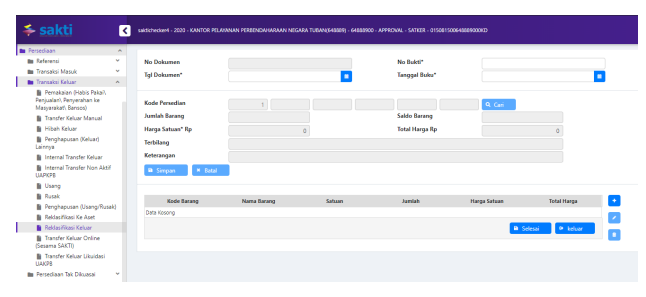 sakti
saktichecker4 - 2020 - KANTOR PELAYANAN PERBENDAHARAAN NEGARA TUBAN(648889) - 64888900 - APPROVAL - SATKER - 015081500648889000KD
Persediaan
Referensi
Transaksi Masuk
Transaksi Keluar
Pemakaian (Habis Pakai\
Penjualan\ Penyerahan ke
Masyarakat\ Bansos)
Transfer Keluar Manual
Hibah Keluar
Penghapusan (Keluar)
Lainnya
Internal Transfer Keluar
Internal Transfer Non Aktif
UAPKPB
Usang
Rusak
Penghapusan (Usang/Rusak)
Reklasifikasi Ke Aset
Reklasifikasi Keluar
Transfer Keluar Online
(Sesama SAKTI)
Transfer Keluar Likuidasi
UAKPB
Persediaan Tak Dikuasai
No Dokumen
No Bukti*
Tgl Dokumen*
Tanggal Buku*
Kode Persedian
1
Cari
Jumlah Barang
Saldo Barang
Harga Satuan* Rp
0
Total Harga Rp
0
Terbilang
Keterangan
Simpan
Batal
Kode Barang Nama Barang Satuan Jumlah Harga Satuan Total Harga
Data Kosong
Selesai
keluar